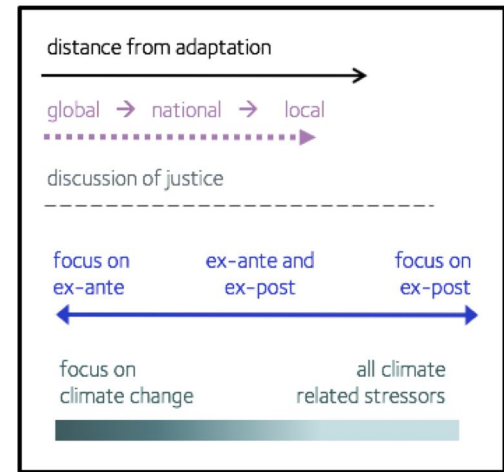 distance from adaptation
global → national → local
discussion of justice
focus on ex-ante and focus on
ex-ante ex-post ex-post
focus on all climate
climate change related stressors